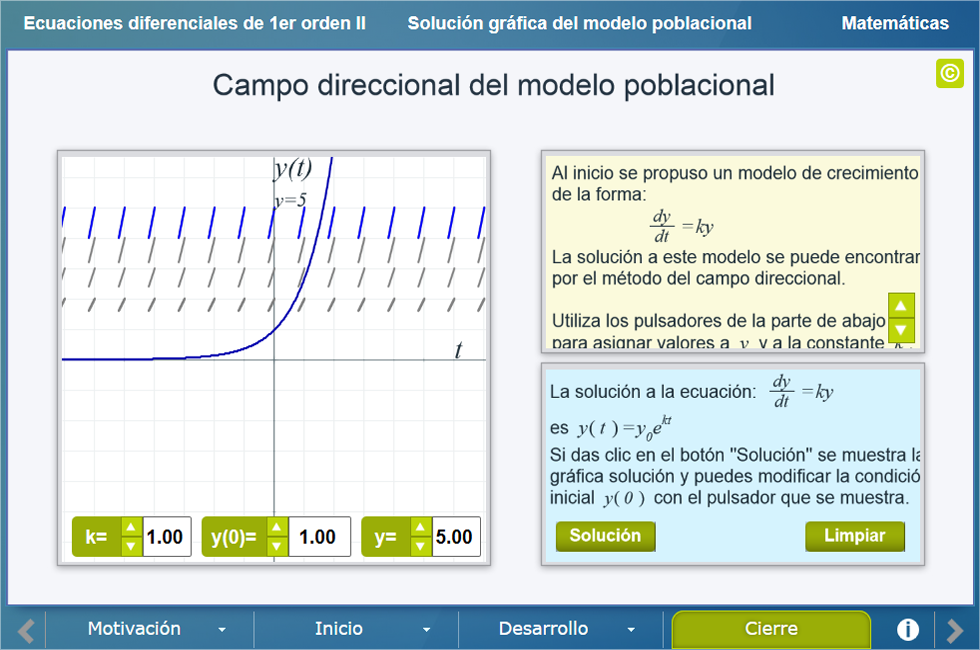 Ecuaciones diferenciales de 1er orden II Solución gráfica del modelo poblacional Matemáticas
©
Campo direccional del modelo poblacional
y(t)
y=5
t
k= 1.00 y(0)= 1.00 y= 5.00
Al inicio se propuso un modelo de crecimiento
de la forma:
dy/dt =ky
La solución a este modelo se puede encontrar
por el método del campo direccional.
Utiliza los pulsadores de la parte de abajo
para asignar valores a y y a la constante k
La solución a la ecuación: dy/dt =ky
es y( t )=y₀e^kt
Si das clic en el botón "Solución" se muestra la
gráfica solución y puedes modificar la condició
inicial y( 0 ) con el pulsador que se muestra.
Solución Limpiar
Motivación Inicio Desarrollo Cierre i